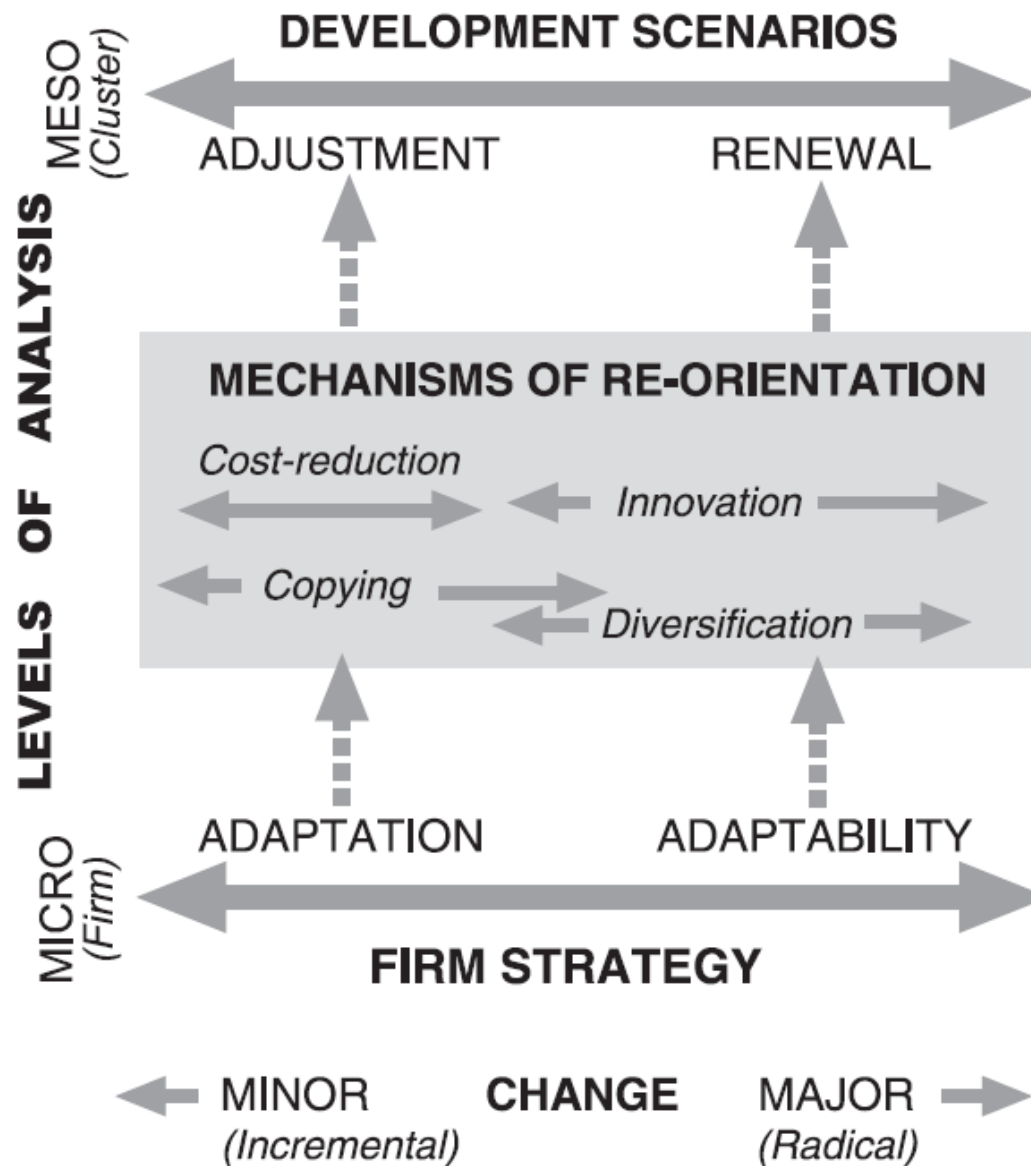 DEVELOPMENT SCENARIOS
MESO
(Cluster)
ADJUSTMENT
RENEWAL
LEVELS OF ANALYSIS
MECHANISMS OF RE-ORIENTATION
Cost-reduction
Innovation
Copying
Diversification
ADAPTATION
ADAPTABILITY
MICRO
(Firm)
FIRM STRATEGY
MINOR
(Incremental)
CHANGE
MAJOR
(Radical)